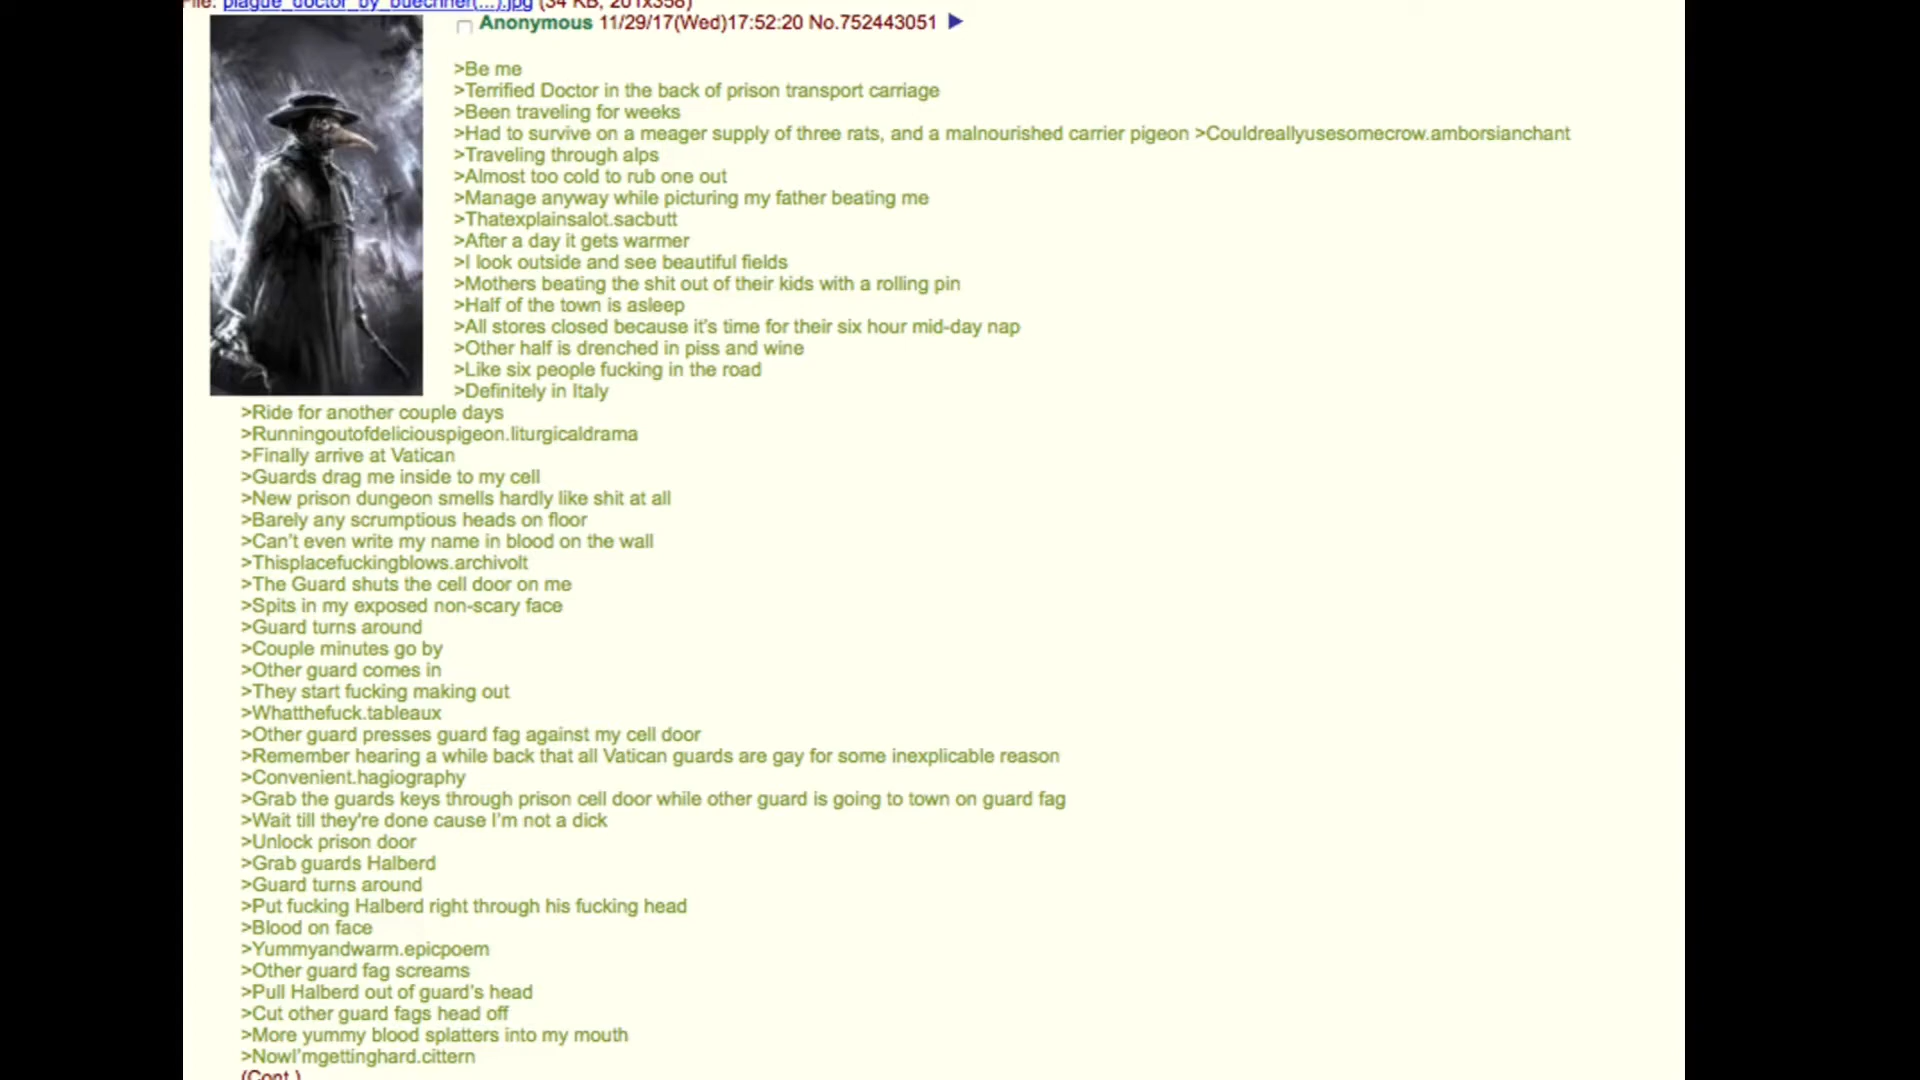 File: plague_doctor_by_buechner(...).jpg (34 KB, 201x358)
Anonymous 11/29/17(Wed)17:52:20 No.752443051
>Be me
>Terrified Doctor in the back of prison transport carriage
>Been traveling for weeks
>Had to survive on a meager supply of three rats, and a malnourished carrier pigeon >Couldreallyusesomecrow.amborsianchant
>Traveling through alps
>Almost too cold to rub one out
>Manage anyway while picturing my father beating me
>Thatexplainsalot.sacbutt
>After a day it gets warmer
>I look outside and see beautiful fields
>Mothers beating the shit out of their kids with a rolling pin
>Half of the town is asleep
>All stores closed because it's time for their six hour mid-day nap
>Other half is drenched in piss and wine
>Like six people fucking in the road
>Definitely in Italy
>Ride for another couple days
>Runningoutofdeliciouspigeon.liturgicaldrama
>Finally arrive at Vatican
>Guards drag me inside to my cell
>New prison dungeon smells hardly like shit at all
>Barely any scrumptious heads on floor
>Can't even write my name in blood on the wall
>Thisplacefuckingblows.archivolt
>The Guard shuts the cell door on me
>Spits in my exposed non-scary face
>Guard turns around
>Couple minutes go by
>Other guard comes in
>They start fucking making out
>Whatthefuck.tableaux
>Other guard presses guard fag against my cell door
>Remember hearing a while back that all Vatican guards are gay for some inexplicable reason
>Convenient.hagiography
>Grab the guards keys through prison cell door while other guard is going to town on guard fag
>Wait till they're done cause I'm not a dick
>Unlock prison door
>Grab guards Halberd
>Guard turns around
>Put fucking Halberd right through his fucking head
>Blood on face
>Yummyandwarm.epicpoem
>Other guard fag screams
>Pull Halberd out of guard's head
>Cut other guard fags head off
>More yummy blood splatters into my mouth
>NowI'mgettinghard.cittern
(Cont.)